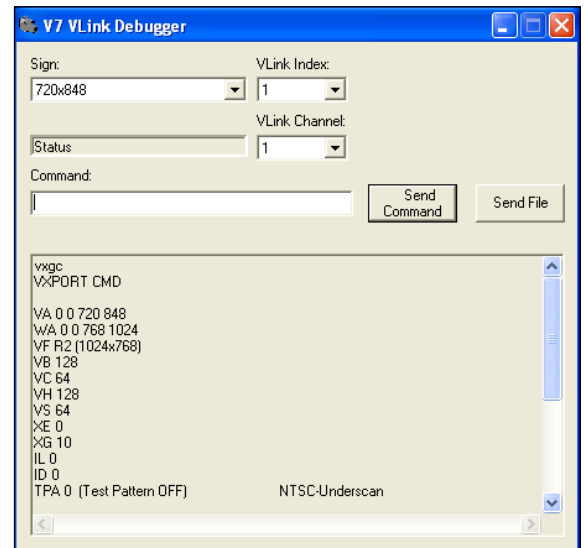 V7 VLink Debugger
Sign:
VLink Index:
720x848
1
VLink Channel:
Status
1
Command:
Send Command
Send File
vxgc
VXPORT CMD
VA 0 0 720 848
WA 0 0 768 1024
VF R2 (1024x768)
VB 128
VC 64
VH 128
VS 64
XE 0
XG 10
IL 0
ID 0
TPA 0 (Test Pattern OFF) NTSC-Underscan